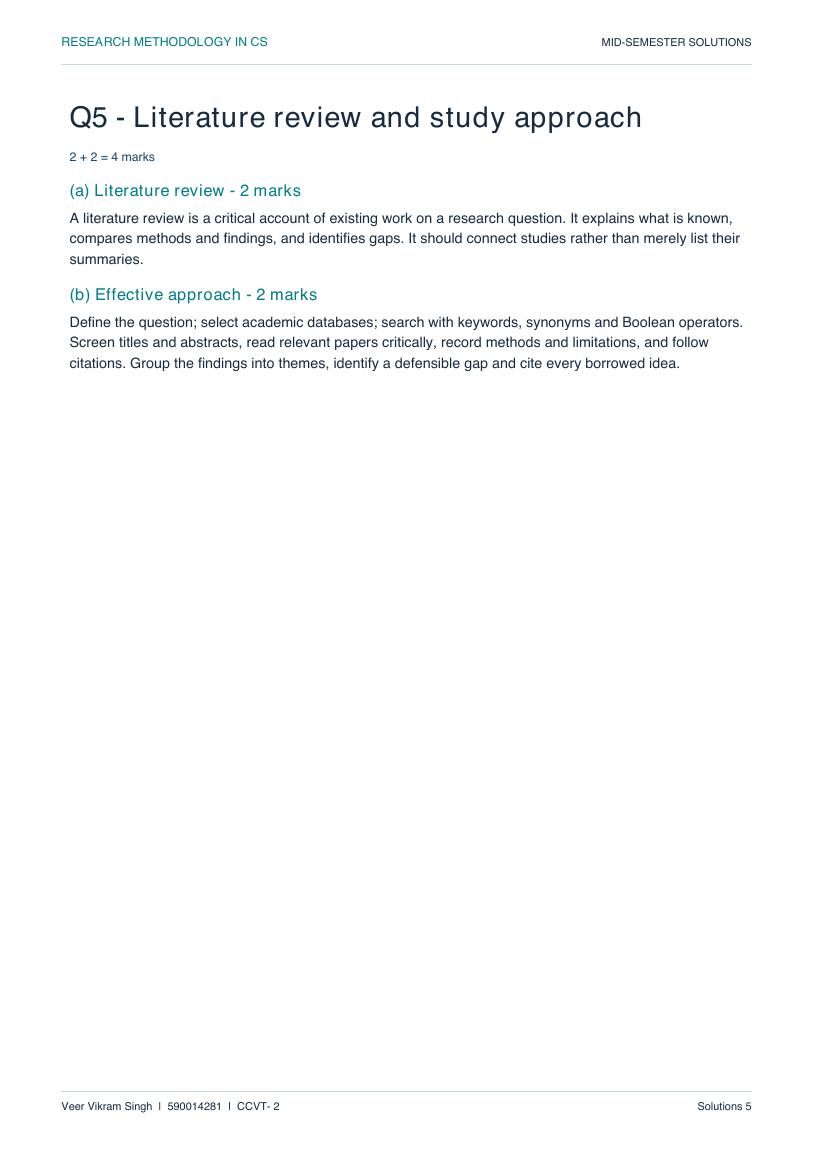 RESEARCH METHODOLOGY IN CS
MID-SEMESTER SOLUTIONS
Q5 - Literature review and study approach
2 + 2 = 4 marks
(a) Literature review - 2 marks
A literature review is a critical account of existing work on a research question. It explains what is known,
compares methods and findings, and identifies gaps. It should connect studies rather than merely list their
summaries.
(b) Effective approach - 2 marks
Define the question; select academic databases; search with keywords, synonyms and Boolean operators.
Screen titles and abstracts, read relevant papers critically, record methods and limitations, and follow
citations. Group the findings into themes, identify a defensible gap and cite every borrowed idea.
Veer Vikram Singh | 590014281 | CCVT- 2
Solutions 5